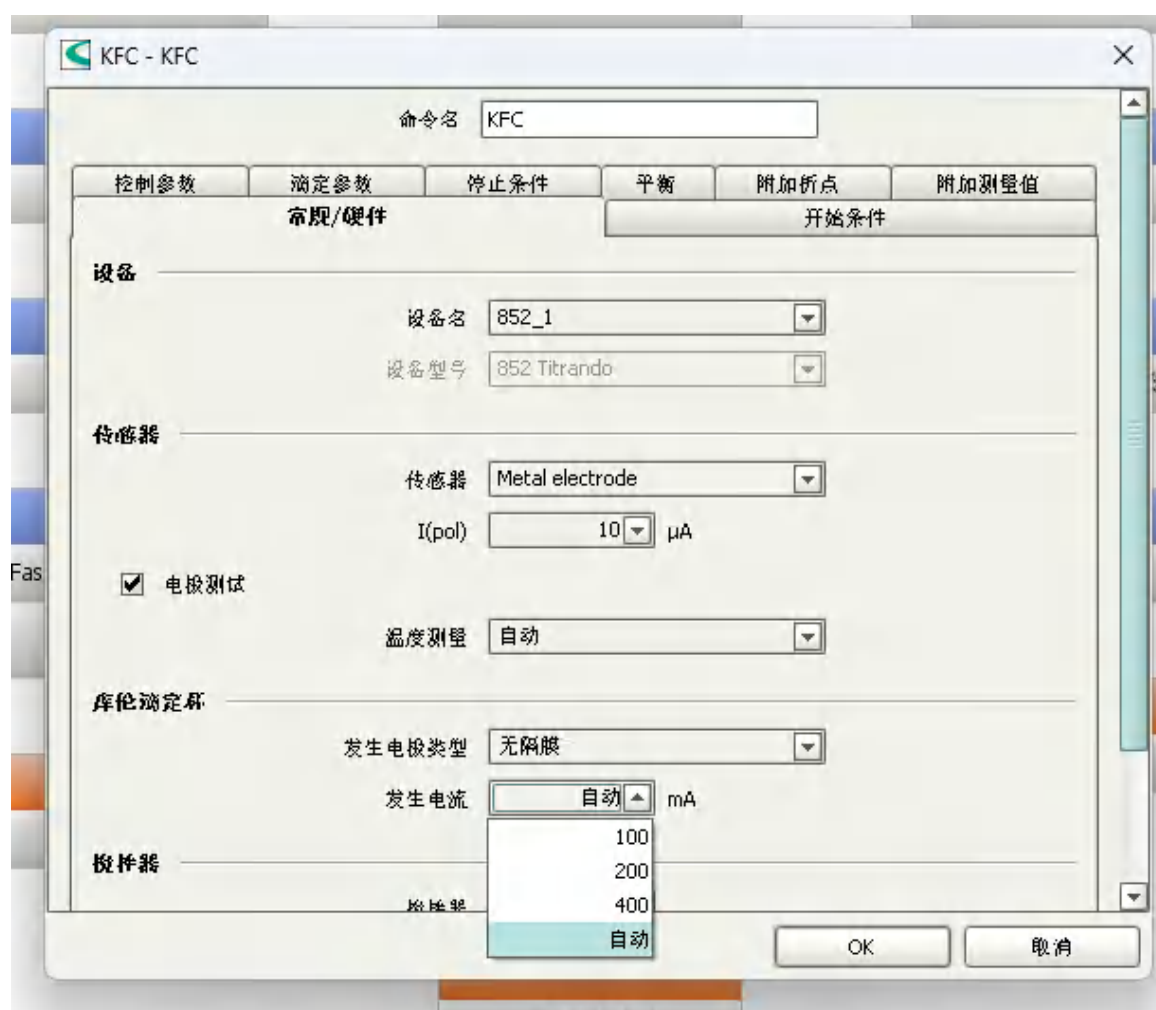 KFC - KFC
命令名 KFC
控制参数 滴定参数 停止条件 平衡 附加折点 附加测量值
常规/硬件 开始条件
设备
设备名 852_1
设备型号 852 Titrando
传感器
传感器 Metal electrode
I(pol) 10 µA
Fas
电极测试
温度测量 自动
库伦滴定杯
发生电极类型 无隔膜
发生电流 自动 mA
100
200
400
自动
搅拌器
搅拌器
OK 取消